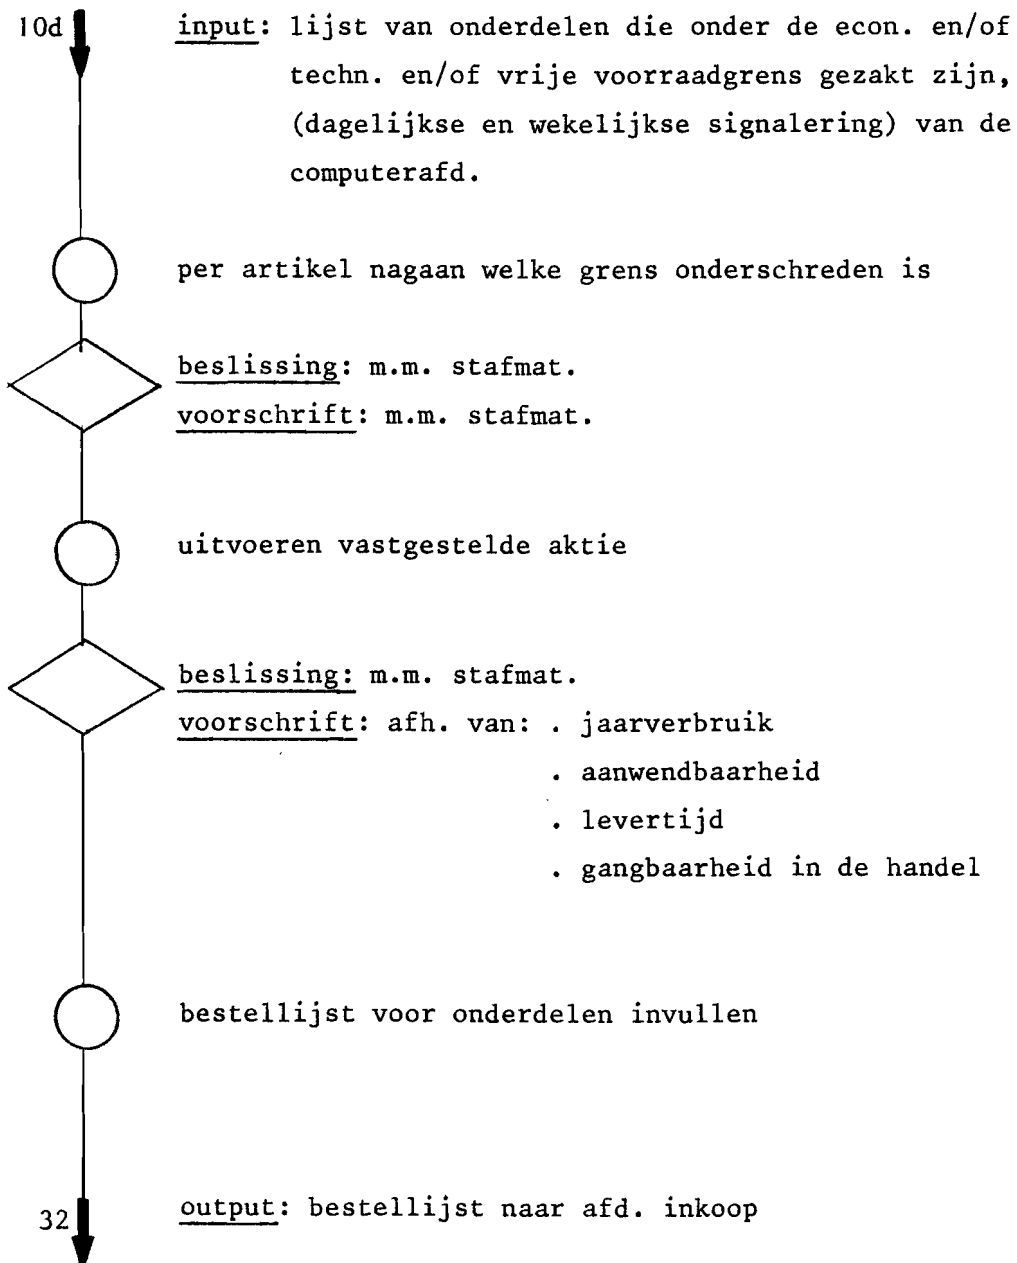 10d input: lijst van onderdelen die onder de econ. en/of
techn. en/of vrije voorraadgrens gezakt zijn,
(dagelijkse en wekelijkse signalering) van de
computerafd.
per artikel nagaan welke grens onderschreden is
beslissing: m.m. stafmat.
voorschrift: m.m. stafmat.
uitvoeren vastgestelde aktie
beslissing: m.m. stafmat.
voorschrift: afh. van: . jaarverbruik
. aanwendbaarheid
. levertijd
. gangbaarheid in de handel
bestellijst voor onderdelen invullen
32 output: bestellijst naar afd. inkoop